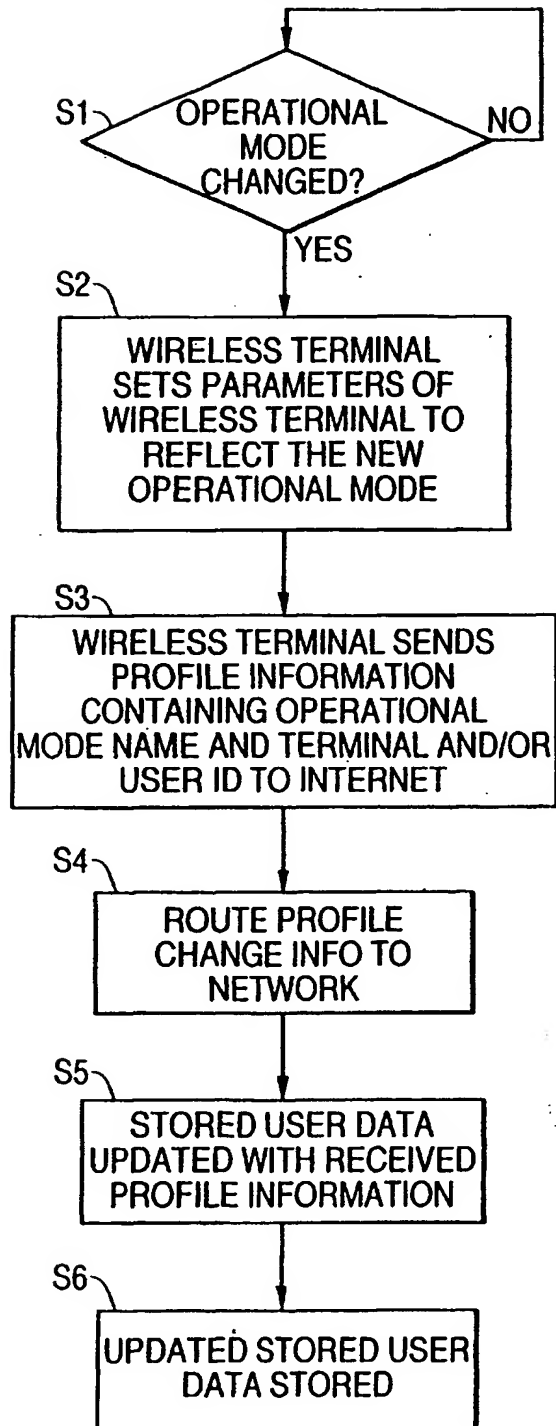 S1
OPERATIONAL
MODE
CHANGED?
NO
YES
S2
WIRELESS TERMINAL
SETS PARAMETERS OF
WIRELESS TERMINAL TO
REFLECT THE NEW
OPERATIONAL MODE
S3
WIRELESS TERMINAL SENDS
PROFILE INFORMATION
CONTAINING OPERATIONAL
MODE NAME AND TERMINAL AND/OR
USER ID TO INTERNET
S4
ROUTE PROFILE
CHANGE INFO TO
NETWORK
S5
STORED USER DATA
UPDATED WITH RECEIVED
PROFILE INFORMATION
S6
UPDATED STORED USER
DATA STORED